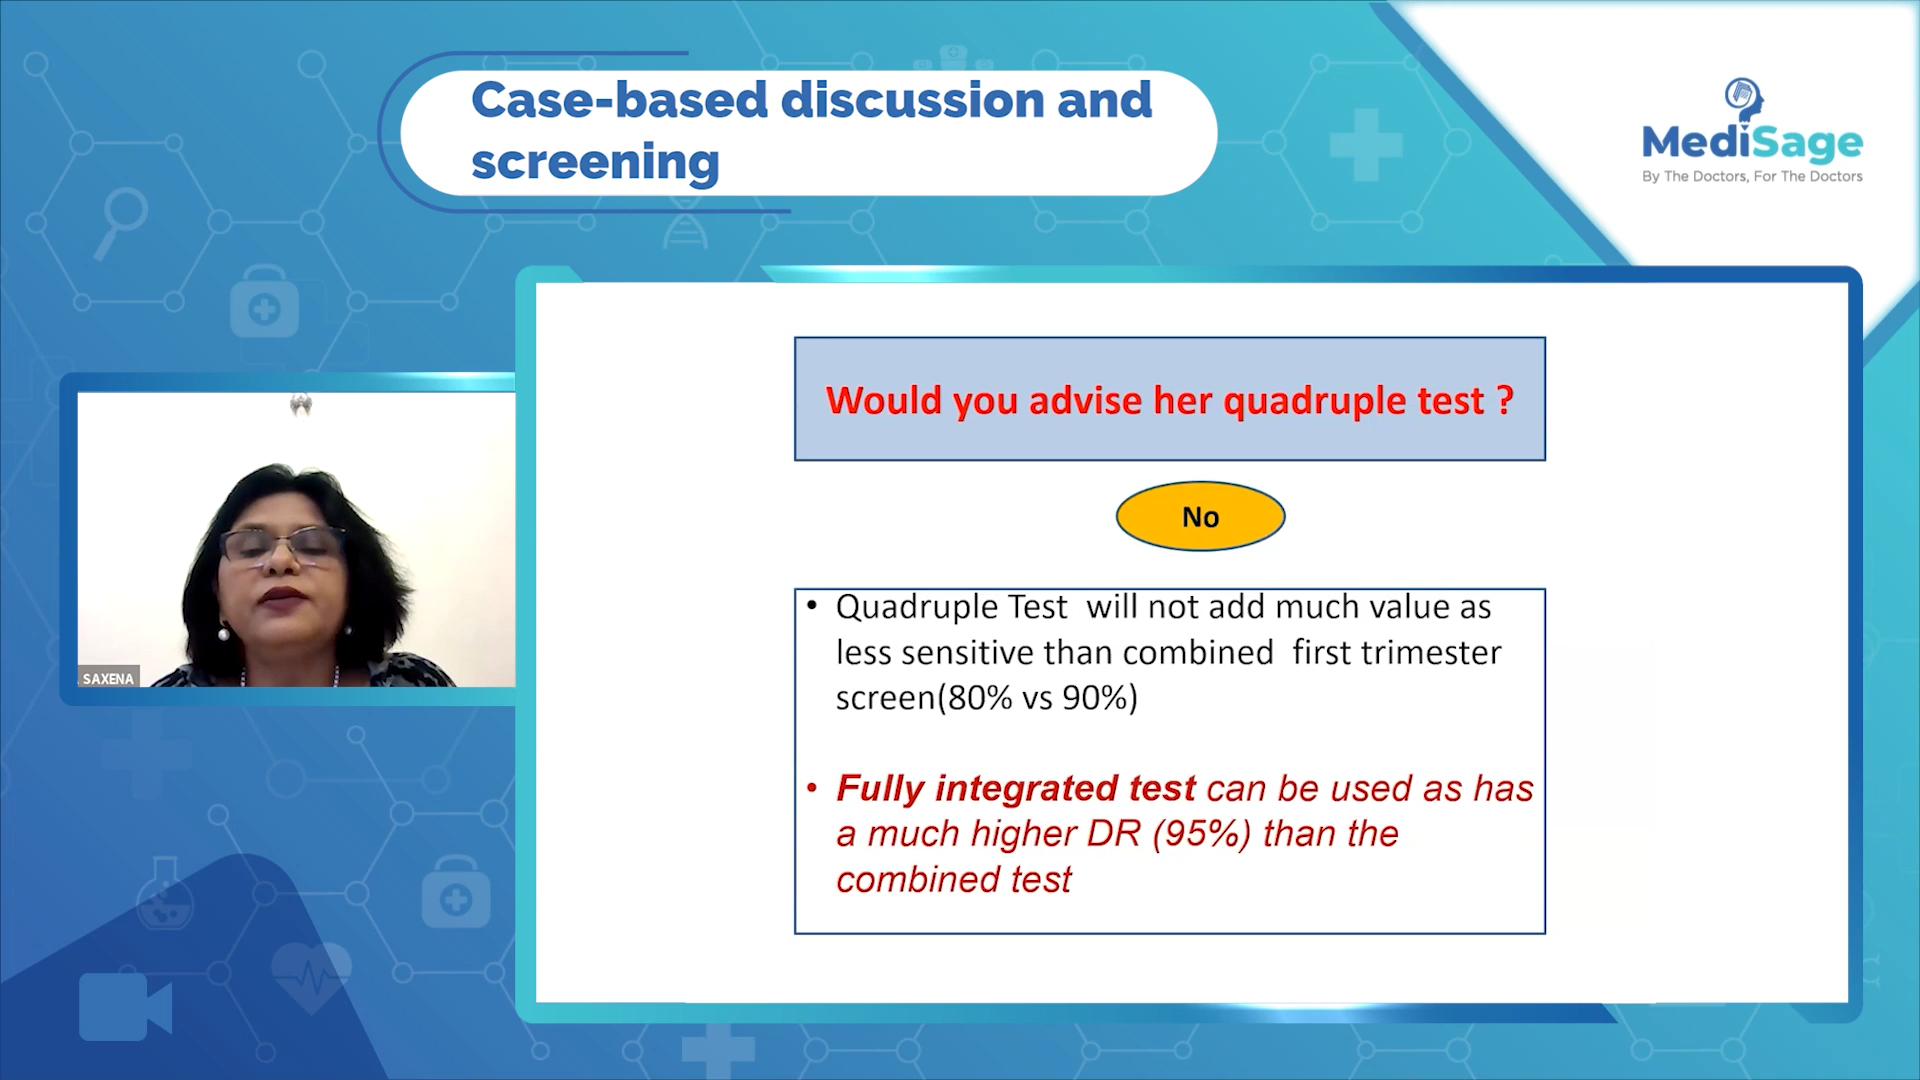 Case-based discussion and
screening
MediSage
By The Doctors, For The Doctors
SAXENA
Would you advise her quadruple test ?
No
• Quadruple Test will not add much value as
less sensitive than combined first trimester
screen(80% vs 90%)
• Fully integrated test can be used as has
a much higher DR (95%) than the
combined test